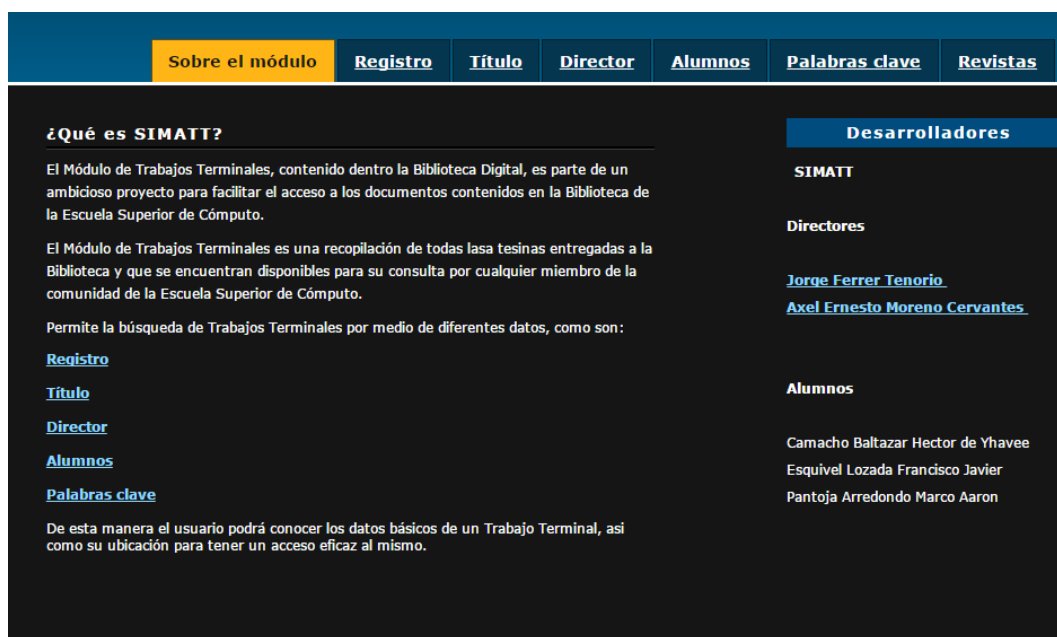 Sobre el módulo Registro Título Director Alumnos Palabras clave Revistas
¿Qué es SIMATT?
El Módulo de Trabajos Terminales, contenido dentro la Biblioteca Digital, es parte de un
ambicioso proyecto para facilitar el acceso a los documentos contenidos en la Biblioteca de
la Escuela Superior de Cómputo.
El Módulo de Trabajos Terminales es una recopilación de todas lasa tesinas entregadas a la
Biblioteca y que se encuentran disponibles para su consulta por cualquier miembro de la
comunidad de la Escuela Superior de Cómputo.
Permite la búsqueda de Trabajos Terminales por medio de diferentes datos, como son:
Registro
Título
Director
Alumnos
Palabras clave
De esta manera el usuario podrá conocer los datos básicos de un Trabajo Terminal, asi
como su ubicación para tener un acceso eficaz al mismo.
Desarrolladores
SIMATT
Directores
Jorge Ferrer Tenorio
Axel Ernesto Moreno Cervantes
Alumnos
Camacho Baltazar Hector de Yhavee
Esquivel Lozada Francisco Javier
Pantoja Arredondo Marco Aaron